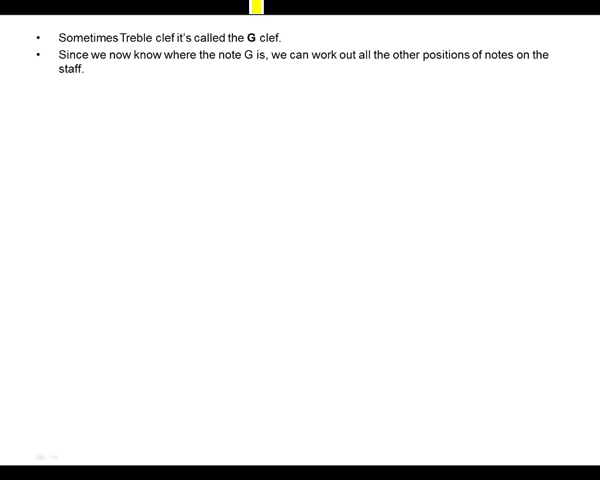 • Sometimes Treble clef it's called the G clef.
• Since we now know where the note G is, we can work out all the other positions of notes on the
staff.